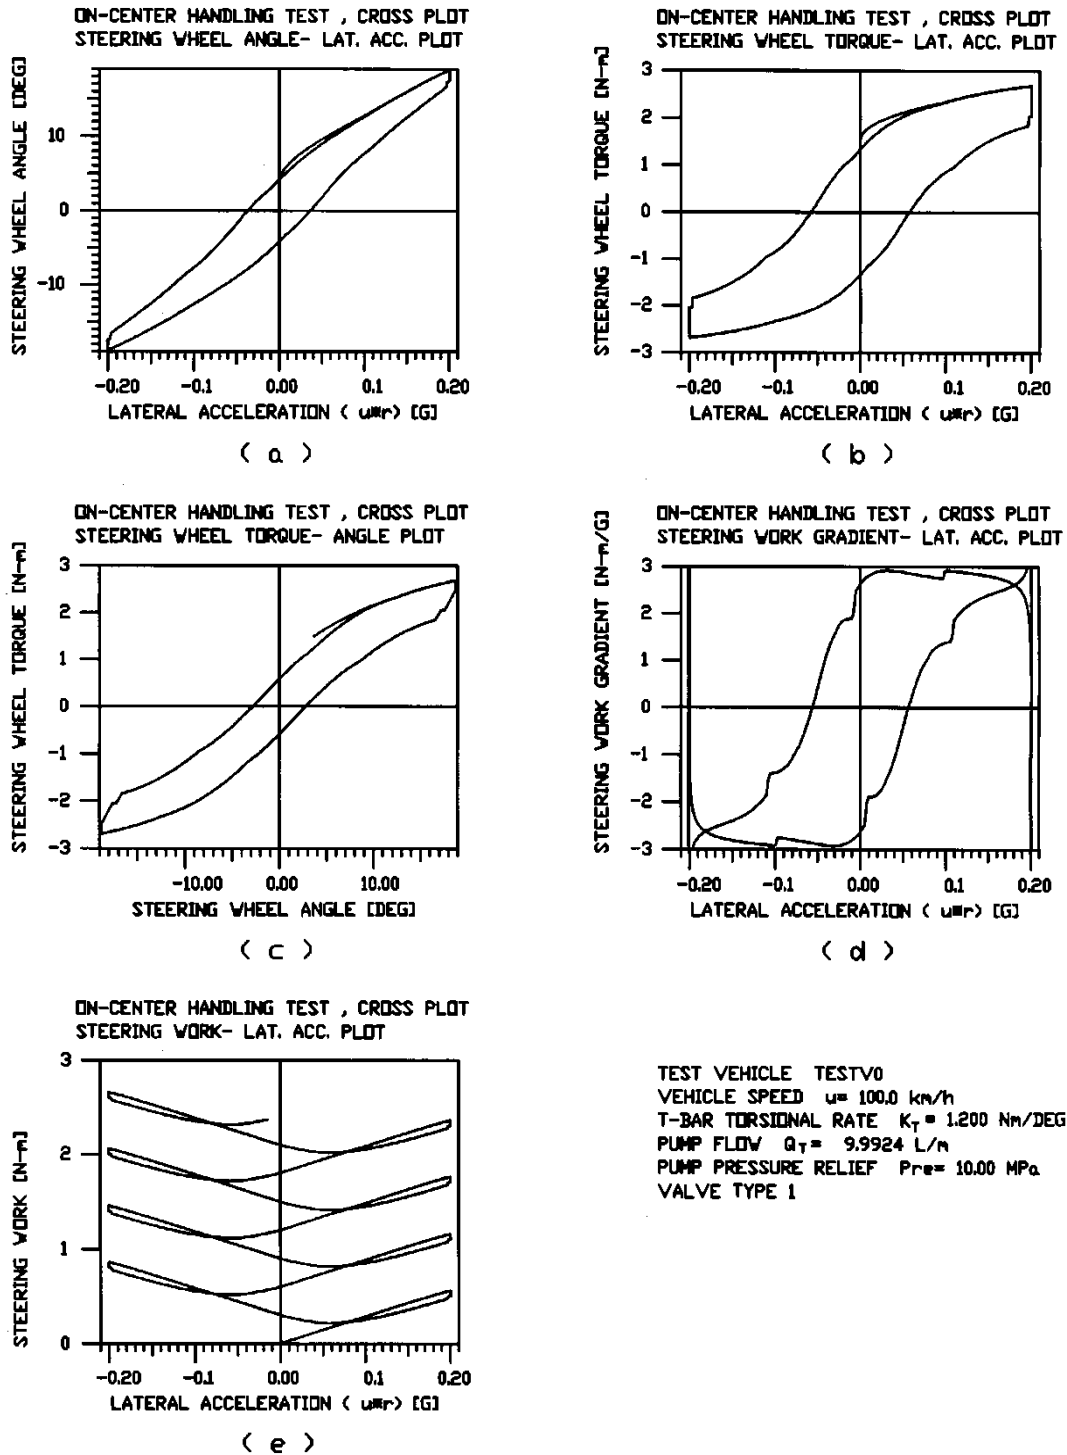 ON-CENTER HANDLING TEST , CROSS PLOT
STEERING WHEEL ANGLE- LAT. ACC. PLOT
STEERING WHEEL ANGLE [DEG]
10
0
-10
-0.20 -0.1 0.00 0.1 0.20
LATERAL ACCELERATION ( u*r) [G]
( a )
ON-CENTER HANDLING TEST , CROSS PLOT
STEERING WHEEL TORQUE- LAT. ACC. PLOT
STEERING WHEEL TORQUE [N-m]
3
2
1
0
-1
-2
-3
-0.20 -0.1 0.00 0.1 0.20
LATERAL ACCELERATION ( u*r) [G]
( b )
ON-CENTER HANDLING TEST , CROSS PLOT
STEERING WHEEL TORQUE- ANGLE PLOT
STEERING WHEEL TORQUE [N-m]
3
2
1
0
-1
-2
-3
-10.00 0.00 10.00
STEERING WHEEL ANGLE [DEG]
( c )
ON-CENTER HANDLING TEST , CROSS PLOT
STEERING WORK GRADIENT- LAT. ACC. PLOT
STEERING WORK GRADIENT [N-m/G]
3
2
1
0
-1
-2
-3
-0.20 -0.1 0.00 0.1 0.20
LATERAL ACCELERATION ( u*r) [G]
( d )
ON-CENTER HANDLING TEST , CROSS PLOT
STEERING WORK- LAT. ACC. PLOT
STEERING WORK [N-m]
3
2
1
0
-0.20 -0.1 0.00 0.1 0.20
LATERAL ACCELERATION ( u*r) [G]
( e )
TEST VEHICLE TESTV0
VEHICLE SPEED u= 100.0 km/h
T-BAR TORSIONAL RATE K_T = 1.200 Nm/DEG
PUMP FLOW Q_T = 9.9924 L/m
PUMP PRESSURE RELIEF Pre= 10.00 MPa
VALVE TYPE 1